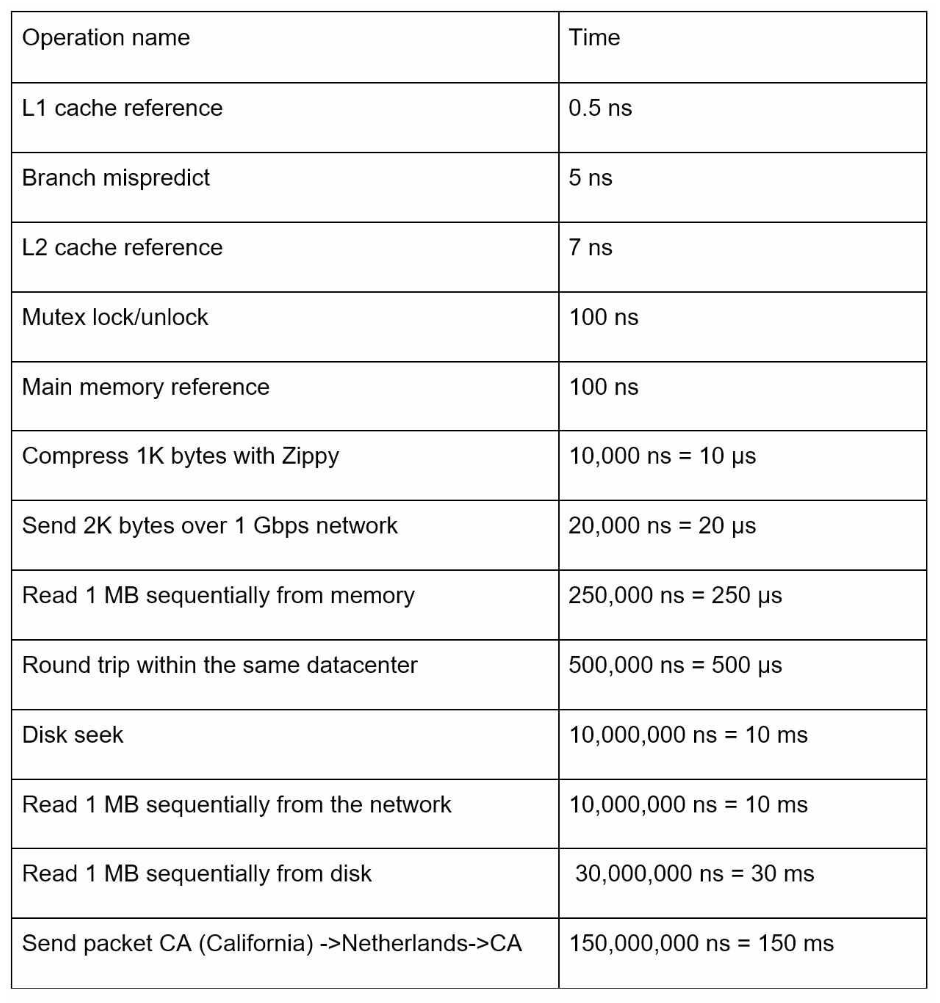 Operation name Time
L1 cache reference 0.5 ns
Branch mispredict 5 ns
L2 cache reference 7 ns
Mutex lock/unlock 100 ns
Main memory reference 100 ns
Compress 1K bytes with Zippy 10,000 ns = 10 µs
Send 2K bytes over 1 Gbps network 20,000 ns = 20 µs
Read 1 MB sequentially from memory 250,000 ns = 250 µs
Round trip within the same datacenter 500,000 ns = 500 µs
Disk seek 10,000,000 ns = 10 ms
Read 1 MB sequentially from the network 10,000,000 ns = 10 ms
Read 1 MB sequentially from disk 30,000,000 ns = 30 ms
Send packet CA (California) ->Netherlands->CA 150,000,000 ns = 150 ms